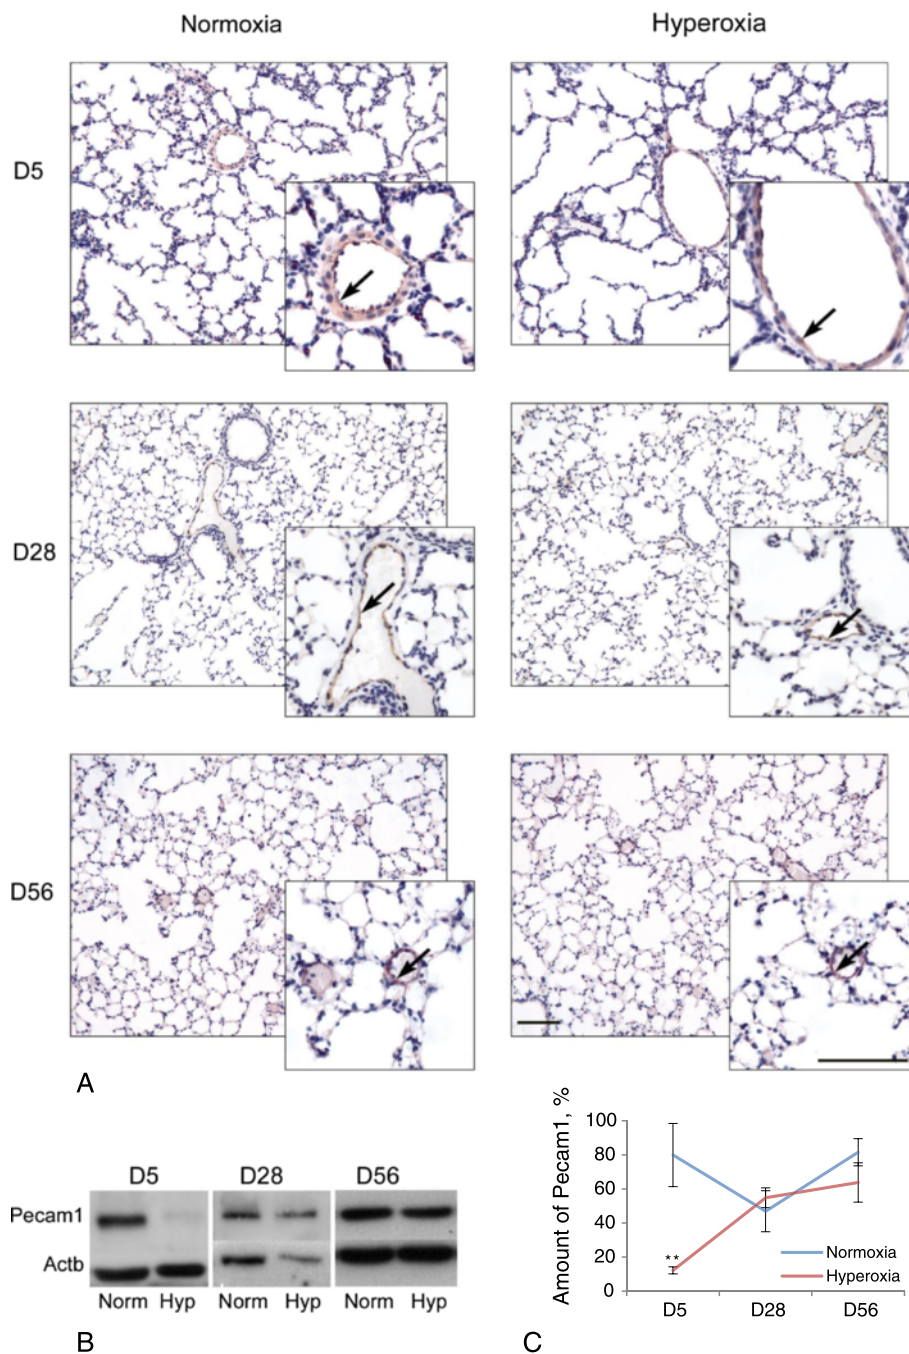 Normoxia
Hyperoxia
D5
D28
D56
A
D5 D28 D56
Pecam1
Actb
Norm Hyp Norm Hyp Norm Hyp
B
Amount of Pecam1, %
100
80
60
40
20
0
**
Normoxia
Hyperoxia
D5 D28 D56
C